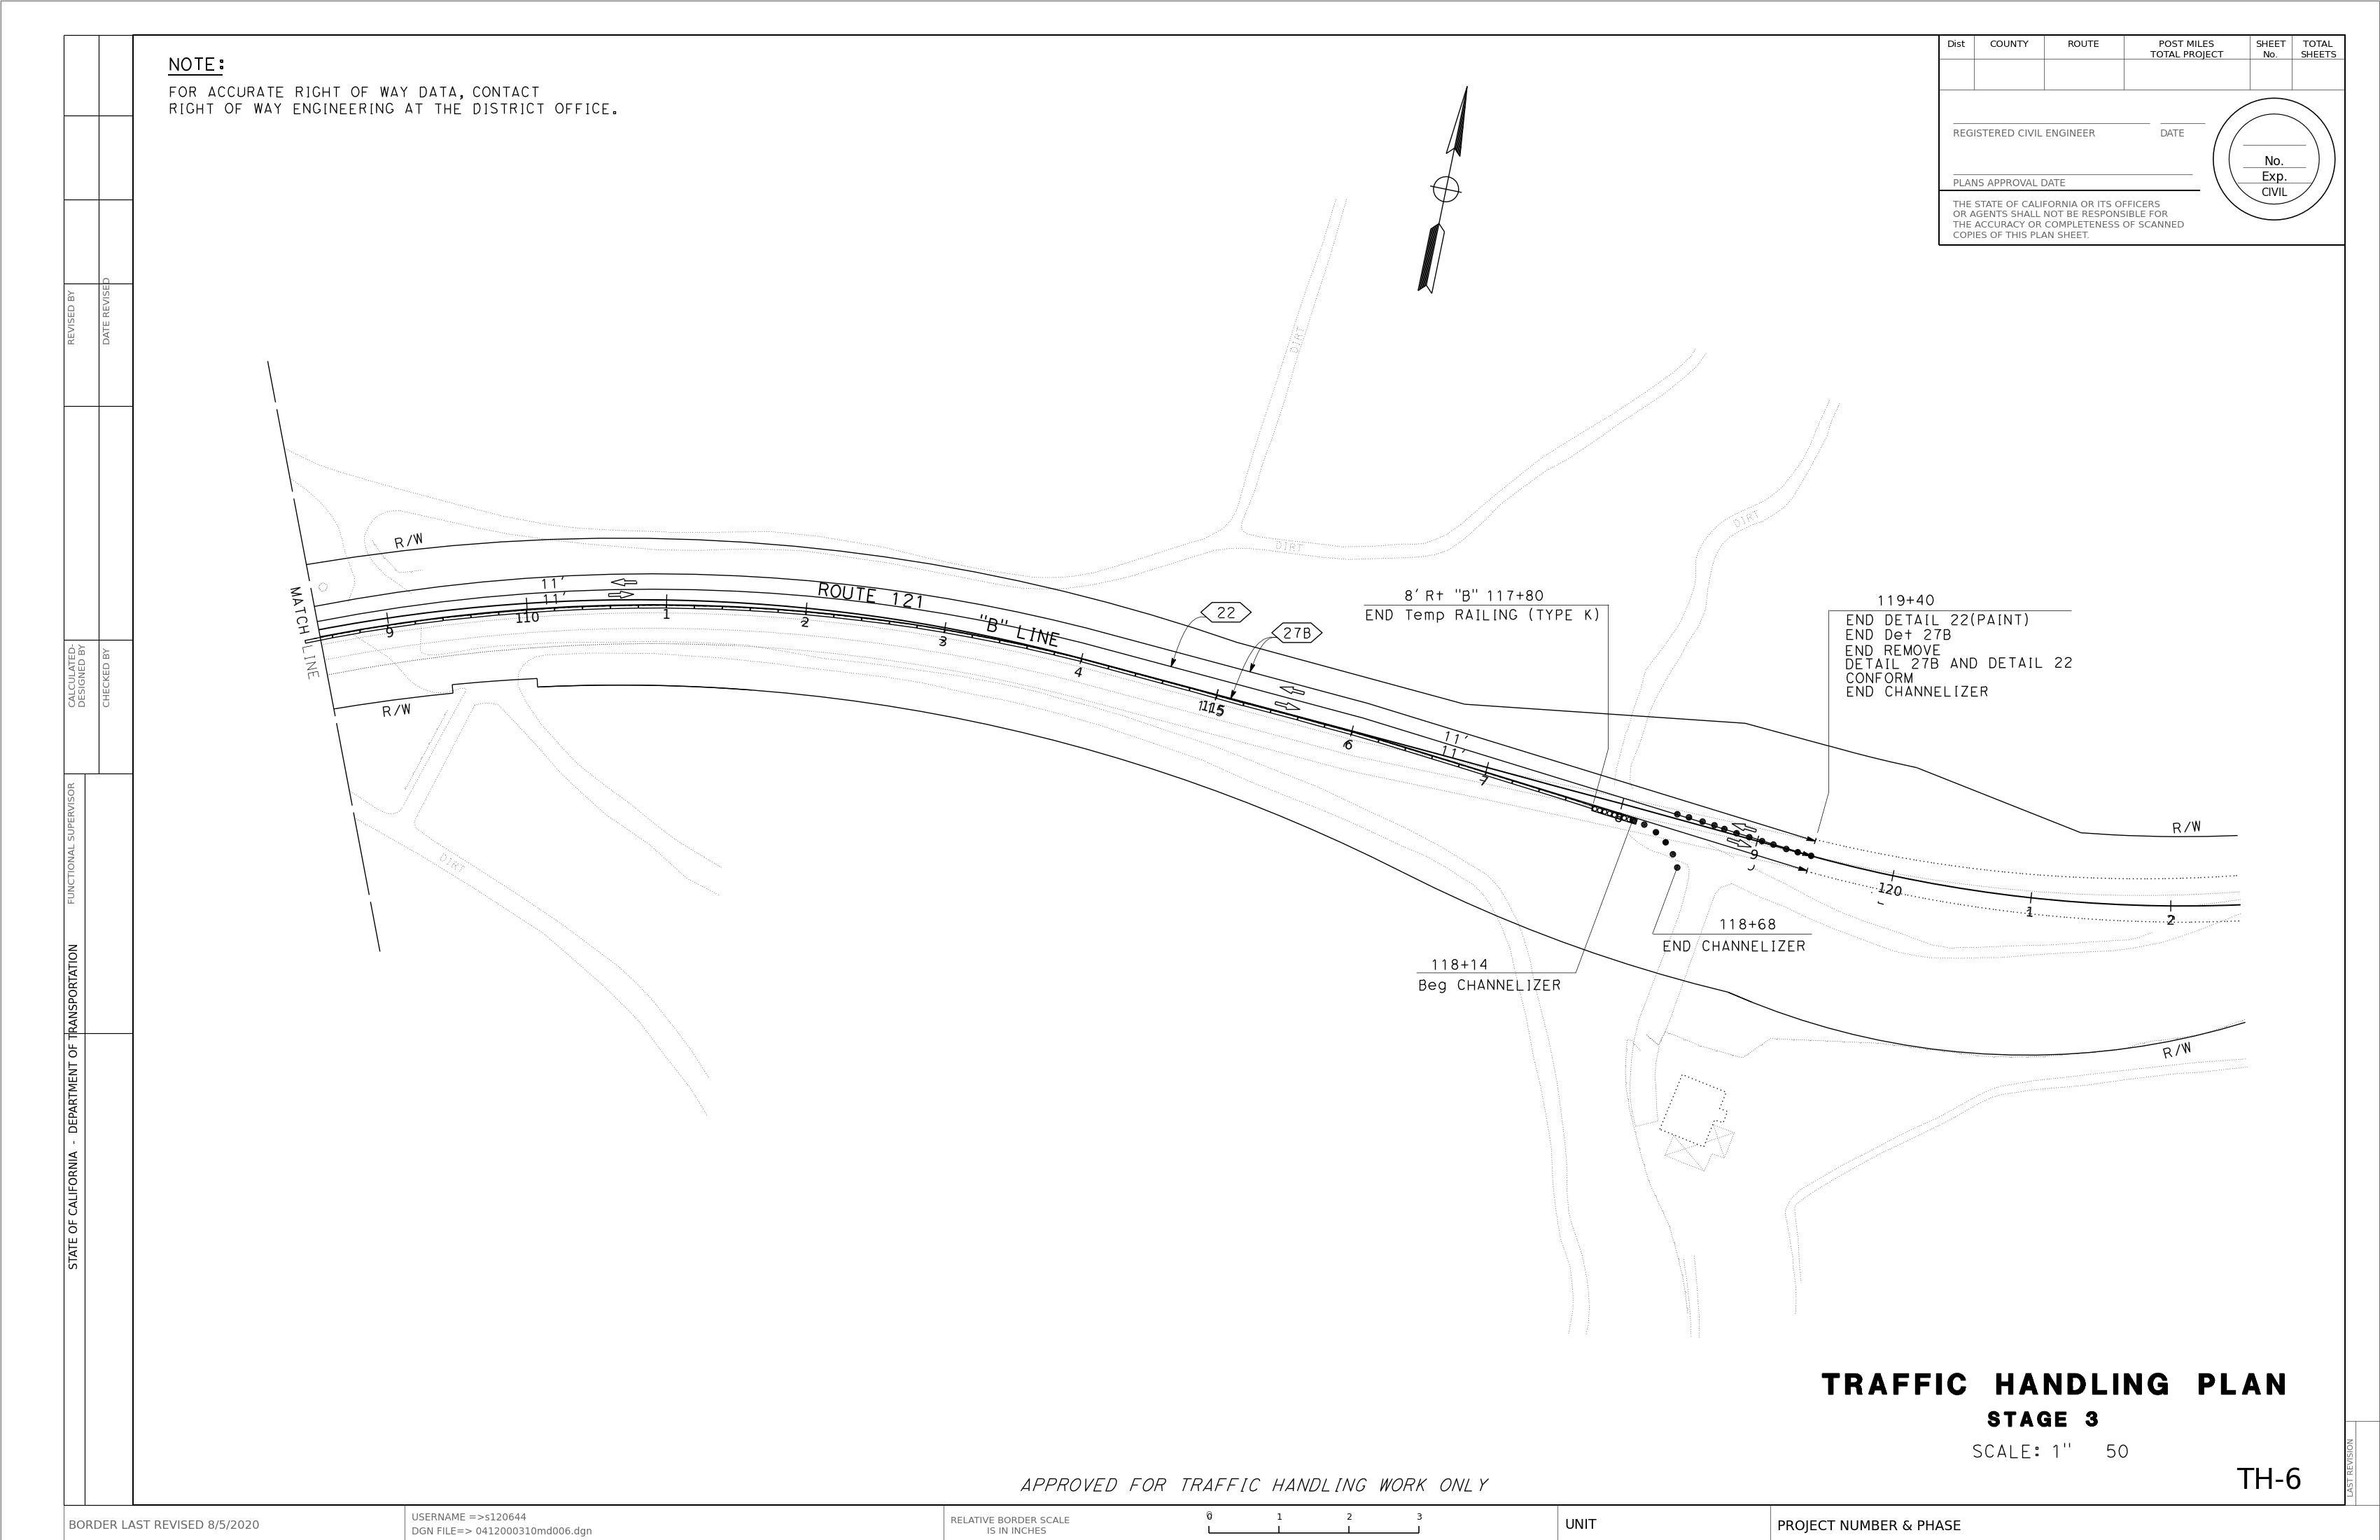 NOTE:
FOR ACCURATE RIGHT OF WAY DATA, CONTACT
RIGHT OF WAY ENGINEERING AT THE DISTRICT OFFICE.
Dist COUNTY ROUTE POST MILES TOTAL PROJECT SHEET No. TOTAL SHEETS
REGISTERED CIVIL ENGINEER DATE
PLANS APPROVAL DATE
No.
Exp.
CIVIL
THE STATE OF CALIFORNIA OR ITS OFFICERS
OR AGENTS SHALL NOT BE RESPONSIBLE FOR
THE ACCURACY OR COMPLETENESS OF SCANNED
COPIES OF THIS PLAN SHEET.
REVISED BY
DATE REVISED
CALCULATED-
DESIGNED BY
CHECKED BY
FUNCTIONAL SUPERVISOR
STATE OF CALIFORNIA - DEPARTMENT OF TRANSPORTATION
DIRT
DIRT
DIRT
DIRT
R/W
R/W
R/W
R/W
MATCH LINE
11'
11'
ROUTE 121
"B" LINE
22
27B
11'
11'
9
110
1
2
3
4
115
6
7
8
9
120
1
2
8' Rt "B" 117+80
END Temp RAILING (TYPE K)
119+40
END DETAIL 22(PAINT)
END Det 27B
END REMOVE
DETAIL 27B AND DETAIL 22
CONFORM
END CHANNELIZER
118+68
END CHANNELIZER
118+14
Beg CHANNELIZER
TRAFFIC HANDLING PLAN
STAGE 3
SCALE: 1" 50
TH-6
APPROVED FOR TRAFFIC HANDLING WORK ONLY
LAST REVISION
BORDER LAST REVISED 8/5/2020
USERNAME =>s120644
DGN FILE=> 0412000310md006.dgn
RELATIVE BORDER SCALE
IS IN INCHES
0 1 2 3
UNIT
PROJECT NUMBER & PHASE